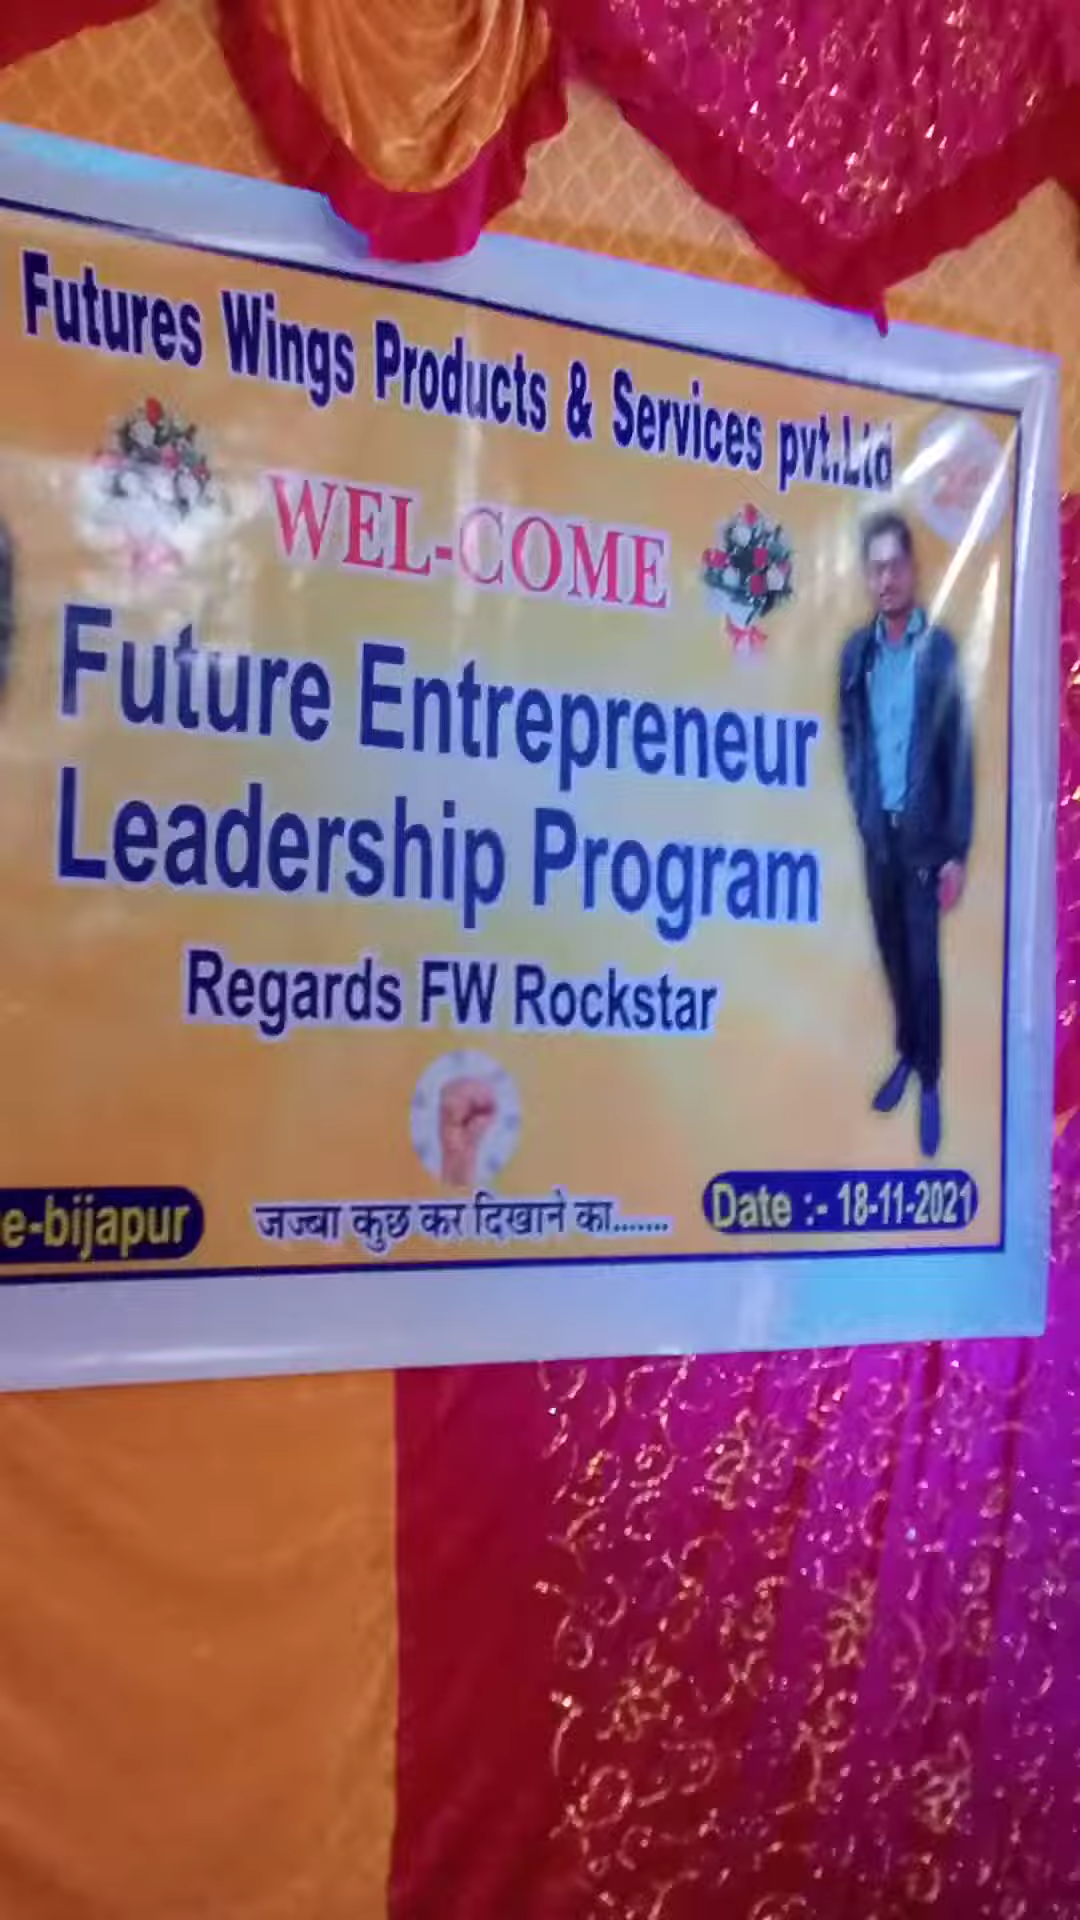 Futures Wings Products & Services pvt.Ltd
WEL-COME
Future Entrepreneur
Leadership Program
Regards FW Rockstar
e-bijapur
जज्बा कुछ कर दिखाने का.......
Date :- 18-11-2021